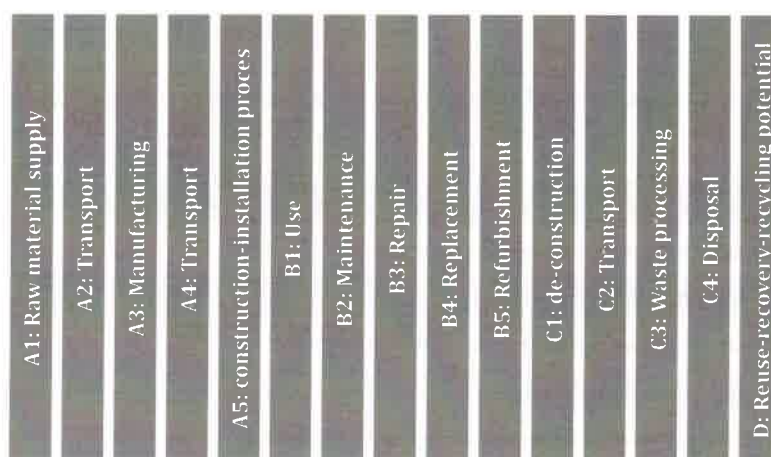 A1: Raw material supply
A2: Transport
A3: Manufacturing
A4: Transport
A5: construction-installation proces
B1: Use
B2: Maintenance
B3: Repair
B4: Replacement
B5: Refurbishment
C1: de-construction
C2: Transport
C3: Waste processing
C4: Disposal
D: Reuse-recovery-recycling potential